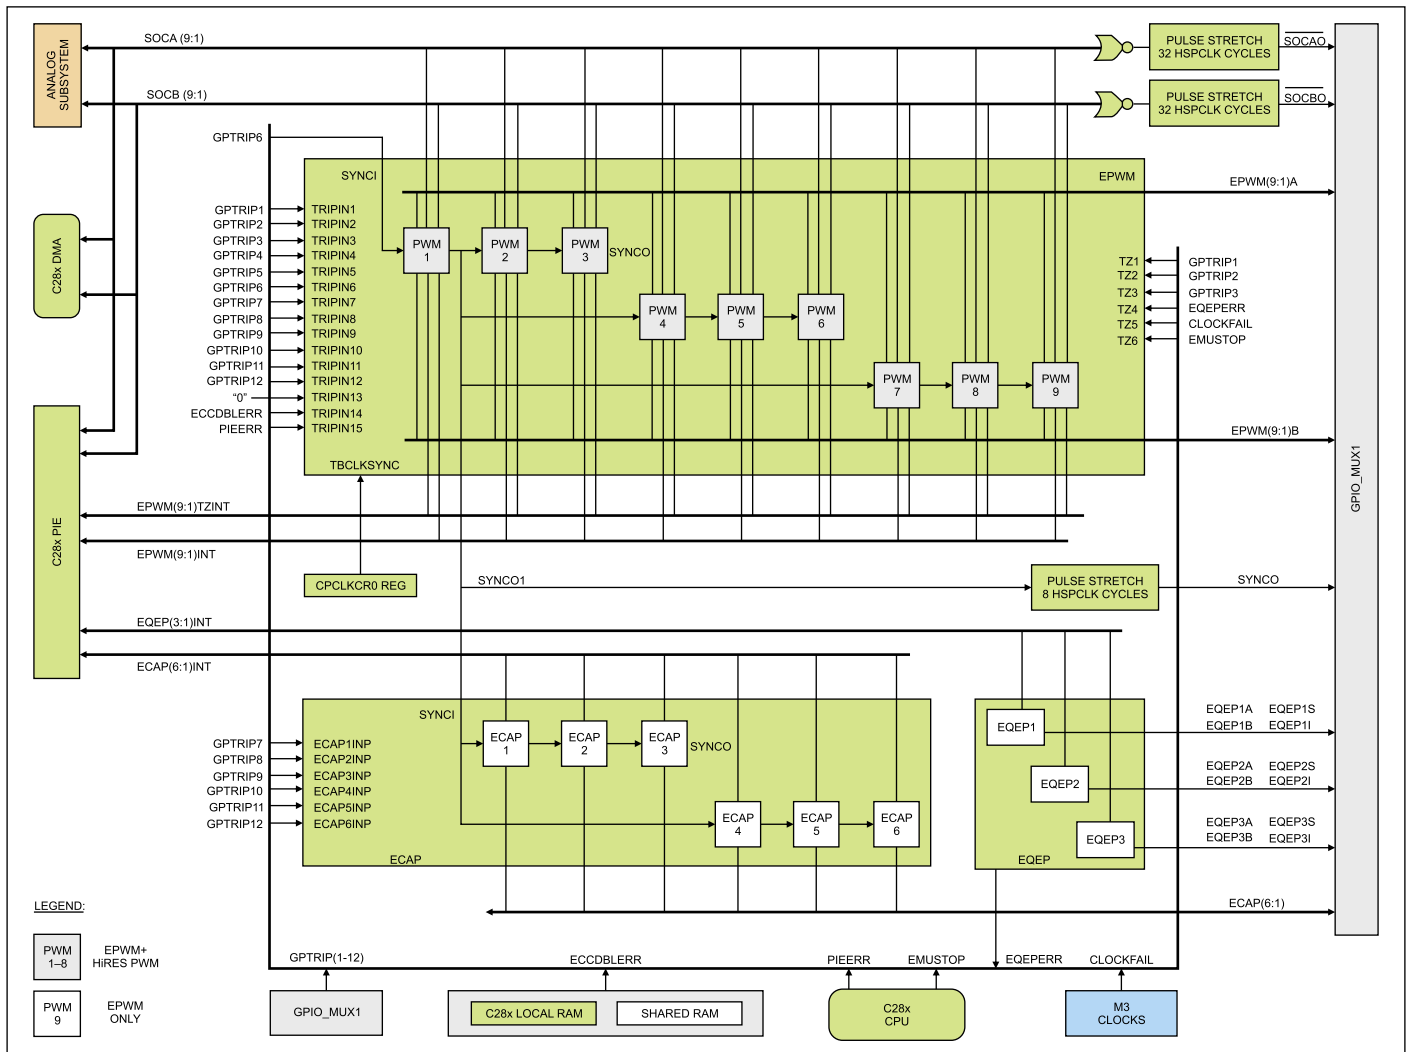 ANALOG
SUBSYSTEM
SOCA (9:1)
PULSE STRETCH
32 HSPCLK CYCLES
SOCAO
SOCB (9:1)
PULSE STRETCH
32 HSPCLK CYCLES
SOCBO
GPTRIP6
SYNCI
EPWM
EPWM(9:1)A
C28x DMA
GPTRIP1
GPTRIP2
GPTRIP3
GPTRIP4
GPTRIP5
GPTRIP6
GPTRIP7
GPTRIP8
GPTRIP9
GPTRIP10
GPTRIP11
GPTRIP12
“0”
ECCDBLERR
PIEERR
TRIPIN1
TRIPIN2
TRIPIN3
TRIPIN4
TRIPIN5
TRIPIN6
TRIPIN7
TRIPIN8
TRIPIN9
TRIPIN10
TRIPIN11
TRIPIN12
TRIPIN13
TRIPIN14
TRIPIN15
PWM
1
PWM
2
PWM
3
SYNCO
PWM
4
PWM
5
PWM
6
PWM
7
PWM
8
PWM
9
TZ1
TZ2
TZ3
TZ4
TZ5
TZ6
GPTRIP1
GPTRIP2
GPTRIP3
EQEPERR
CLOCKFAIL
EMUSTOP
EPWM(9:1)B
GPIO_MUX1
TBCLKSYNC
C28x PIE
EPWM(9:1)TZINT
EPWM(9:1)INT
CPCLKCR0 REG
SYNCO1
PULSE STRETCH
8 HSPCLK CYCLES
SYNCO
EQEP(3:1)INT
ECAP(6:1)INT
SYNCI
GPTRIP7
GPTRIP8
GPTRIP9
GPTRIP10
GPTRIP11
GPTRIP12
ECAP1INP
ECAP2INP
ECAP3INP
ECAP4INP
ECAP5INP
ECAP6INP
ECAP
1
ECAP
2
ECAP
3
SYNCO
ECAP
4
ECAP
5
ECAP
6
ECAP
EQEP1
EQEP2
EQEP3
EQEP
EQEP1A EQEP1S
EQEP1B EQEP1I
EQEP2A EQEP2S
EQEP2B EQEP2I
EQEP3A EQEP3S
EQEP3B EQEP3I
ECAP(6:1)
LEGEND:
PWM
1–8
EPWM+
HiRES PWM
PWM
9
EPWM
ONLY
GPTRIP(1-12)
ECCDBLERR
PIEERR
EMUSTOP
EQEPERR
CLOCKFAIL
GPIO_MUX1
C28x LOCAL RAM
SHARED RAM
C28x
CPU
M3
CLOCKS